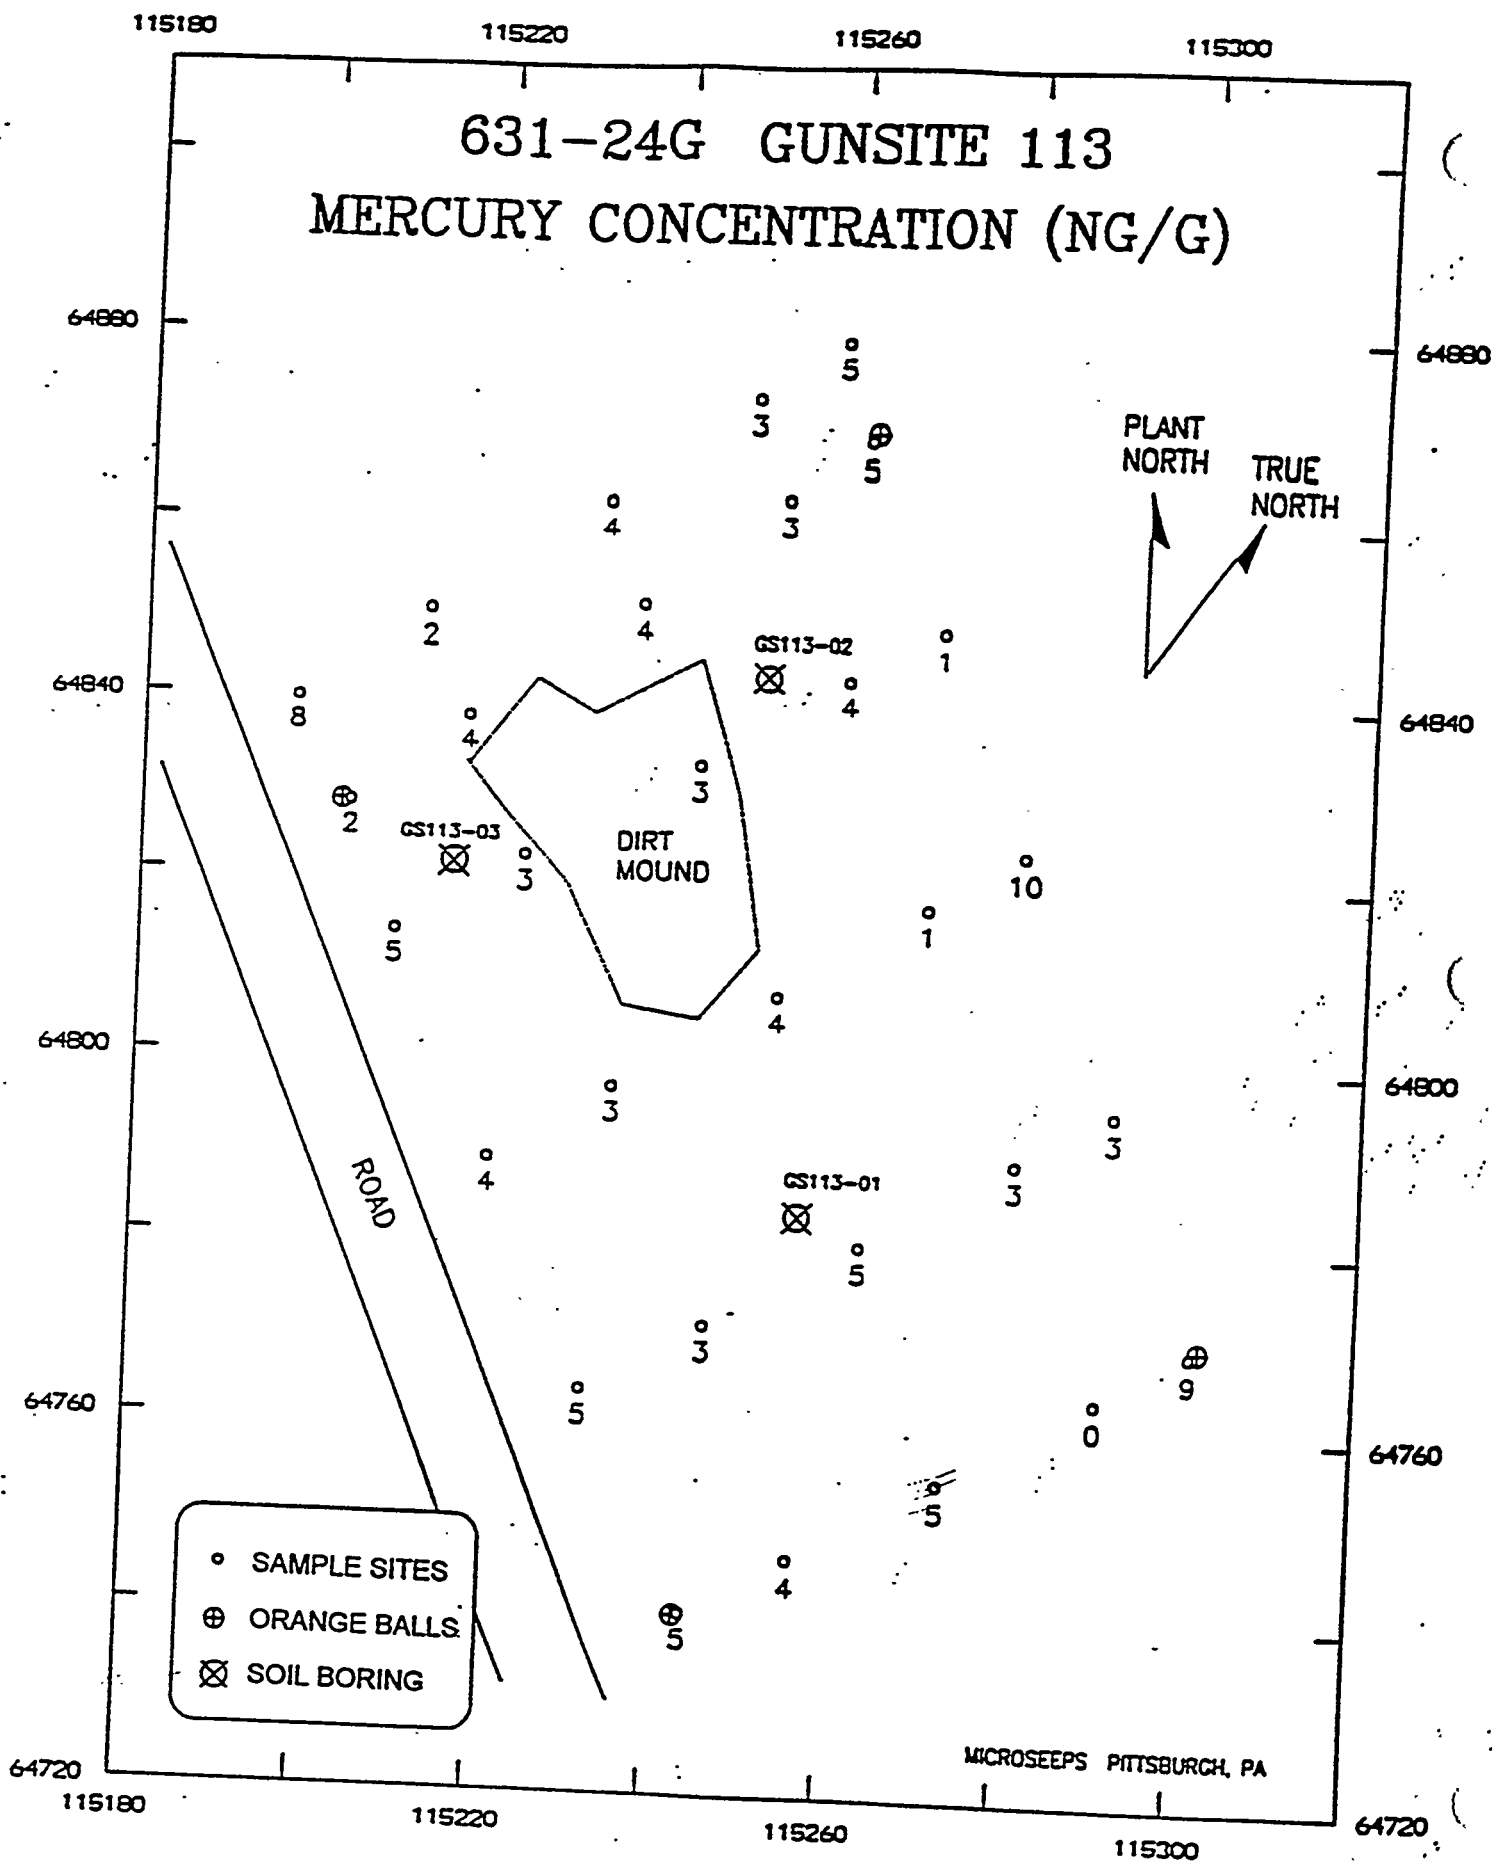 115180 115220 115260 115300
631-24G GUNSITE 113
MERCURY CONCENTRATION (NG/G)
64880
64880
5
3
5
PLANT
NORTH
TRUE
NORTH
4
3
2
4
GS113-02
1
64840
8
4
4
64840
3
2
GS113-03
3
DIRT
MOUND
10
1
5
4
64800
3
64800
3
4
ROAD
GS113-01
3
5
3
9
64760
5
0
64760
5
SAMPLE SITES
4
ORANGE BALLS
5
SOIL BORING
MICROSEEPS PITTSBURGH, PA
64720
64720
115180 115220 115260 115300